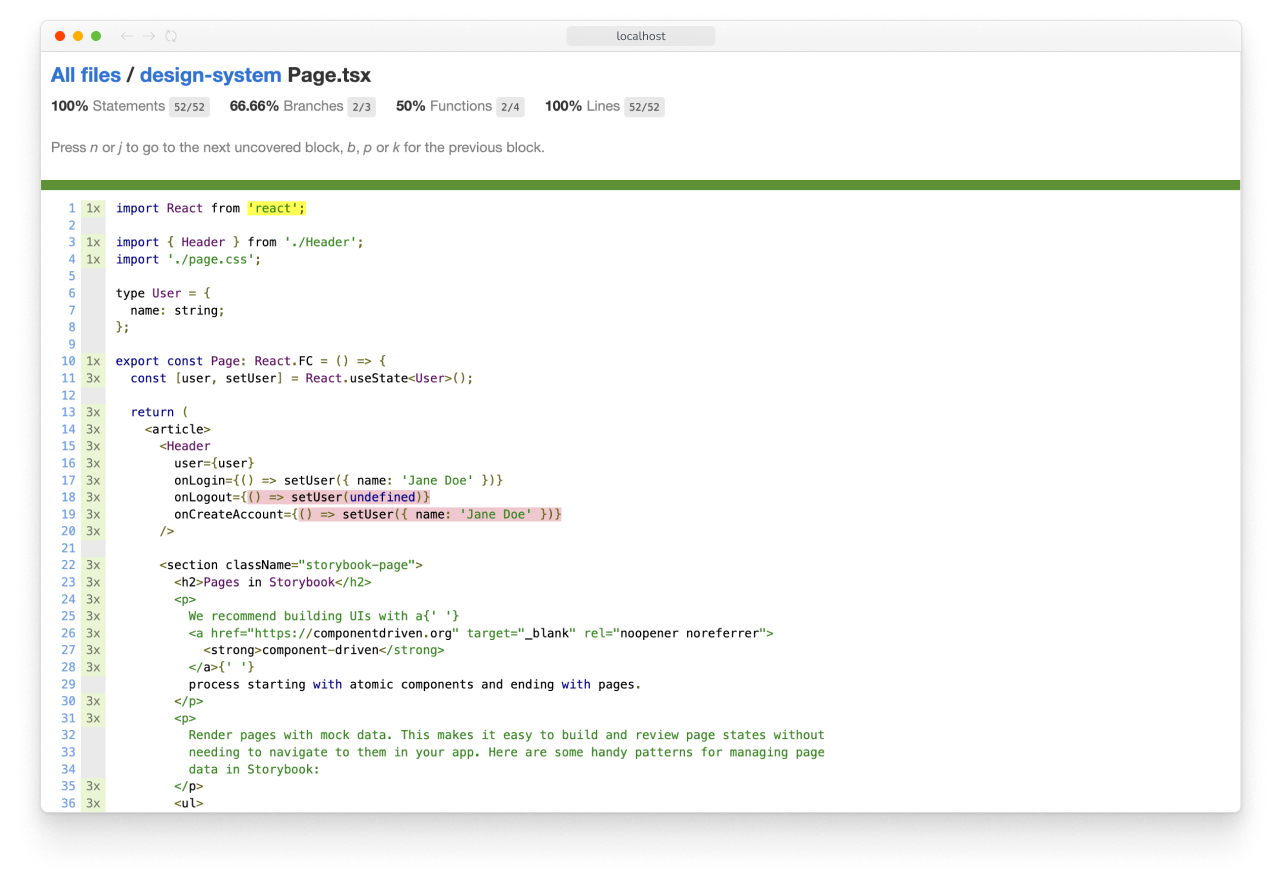 localhost
All files / design-system Page.tsx
100% Statements 52/52 66.66% Branches 2/3 50% Functions 2/4 100% Lines 52/52
Press n or j to go to the next uncovered block, b, p or k for the previous block.
1 1x import React from 'react';
2
3 1x import { Header } from './Header';
4 1x import './page.css';
5
6 type User = {
7 name: string;
8 };
9
10 1x export const Page: React.FC = () => {
11 3x const [user, setUser] = React.useState<User>();
12
13 3x return (
14 3x <article>
15 3x <Header
16 3x user={user}
17 3x onLogin={() => setUser({ name: 'Jane Doe' })}
18 3x onLogout={() => setUser(undefined)}
19 3x onCreateAccount={() => setUser({ name: 'Jane Doe' })}
20 3x />
21
22 3x <section className="storybook-page">
23 3x <h2>Pages in Storybook</h2>
24 3x <p>
25 3x We recommend building UIs with a{' '}
26 3x <a href="https://componentdriven.org" target="_blank" rel="noopener noreferrer">
27 3x <strong>component-driven</strong>
28 3x </a>{' '}
29 process starting with atomic components and ending with pages.
30 3x </p>
31 3x <p>
32 Render pages with mock data. This makes it easy to build and review page states without
33 needing to navigate to them in your app. Here are some handy patterns for managing page
34 data in Storybook:
35 3x </p>
36 3x <ul>